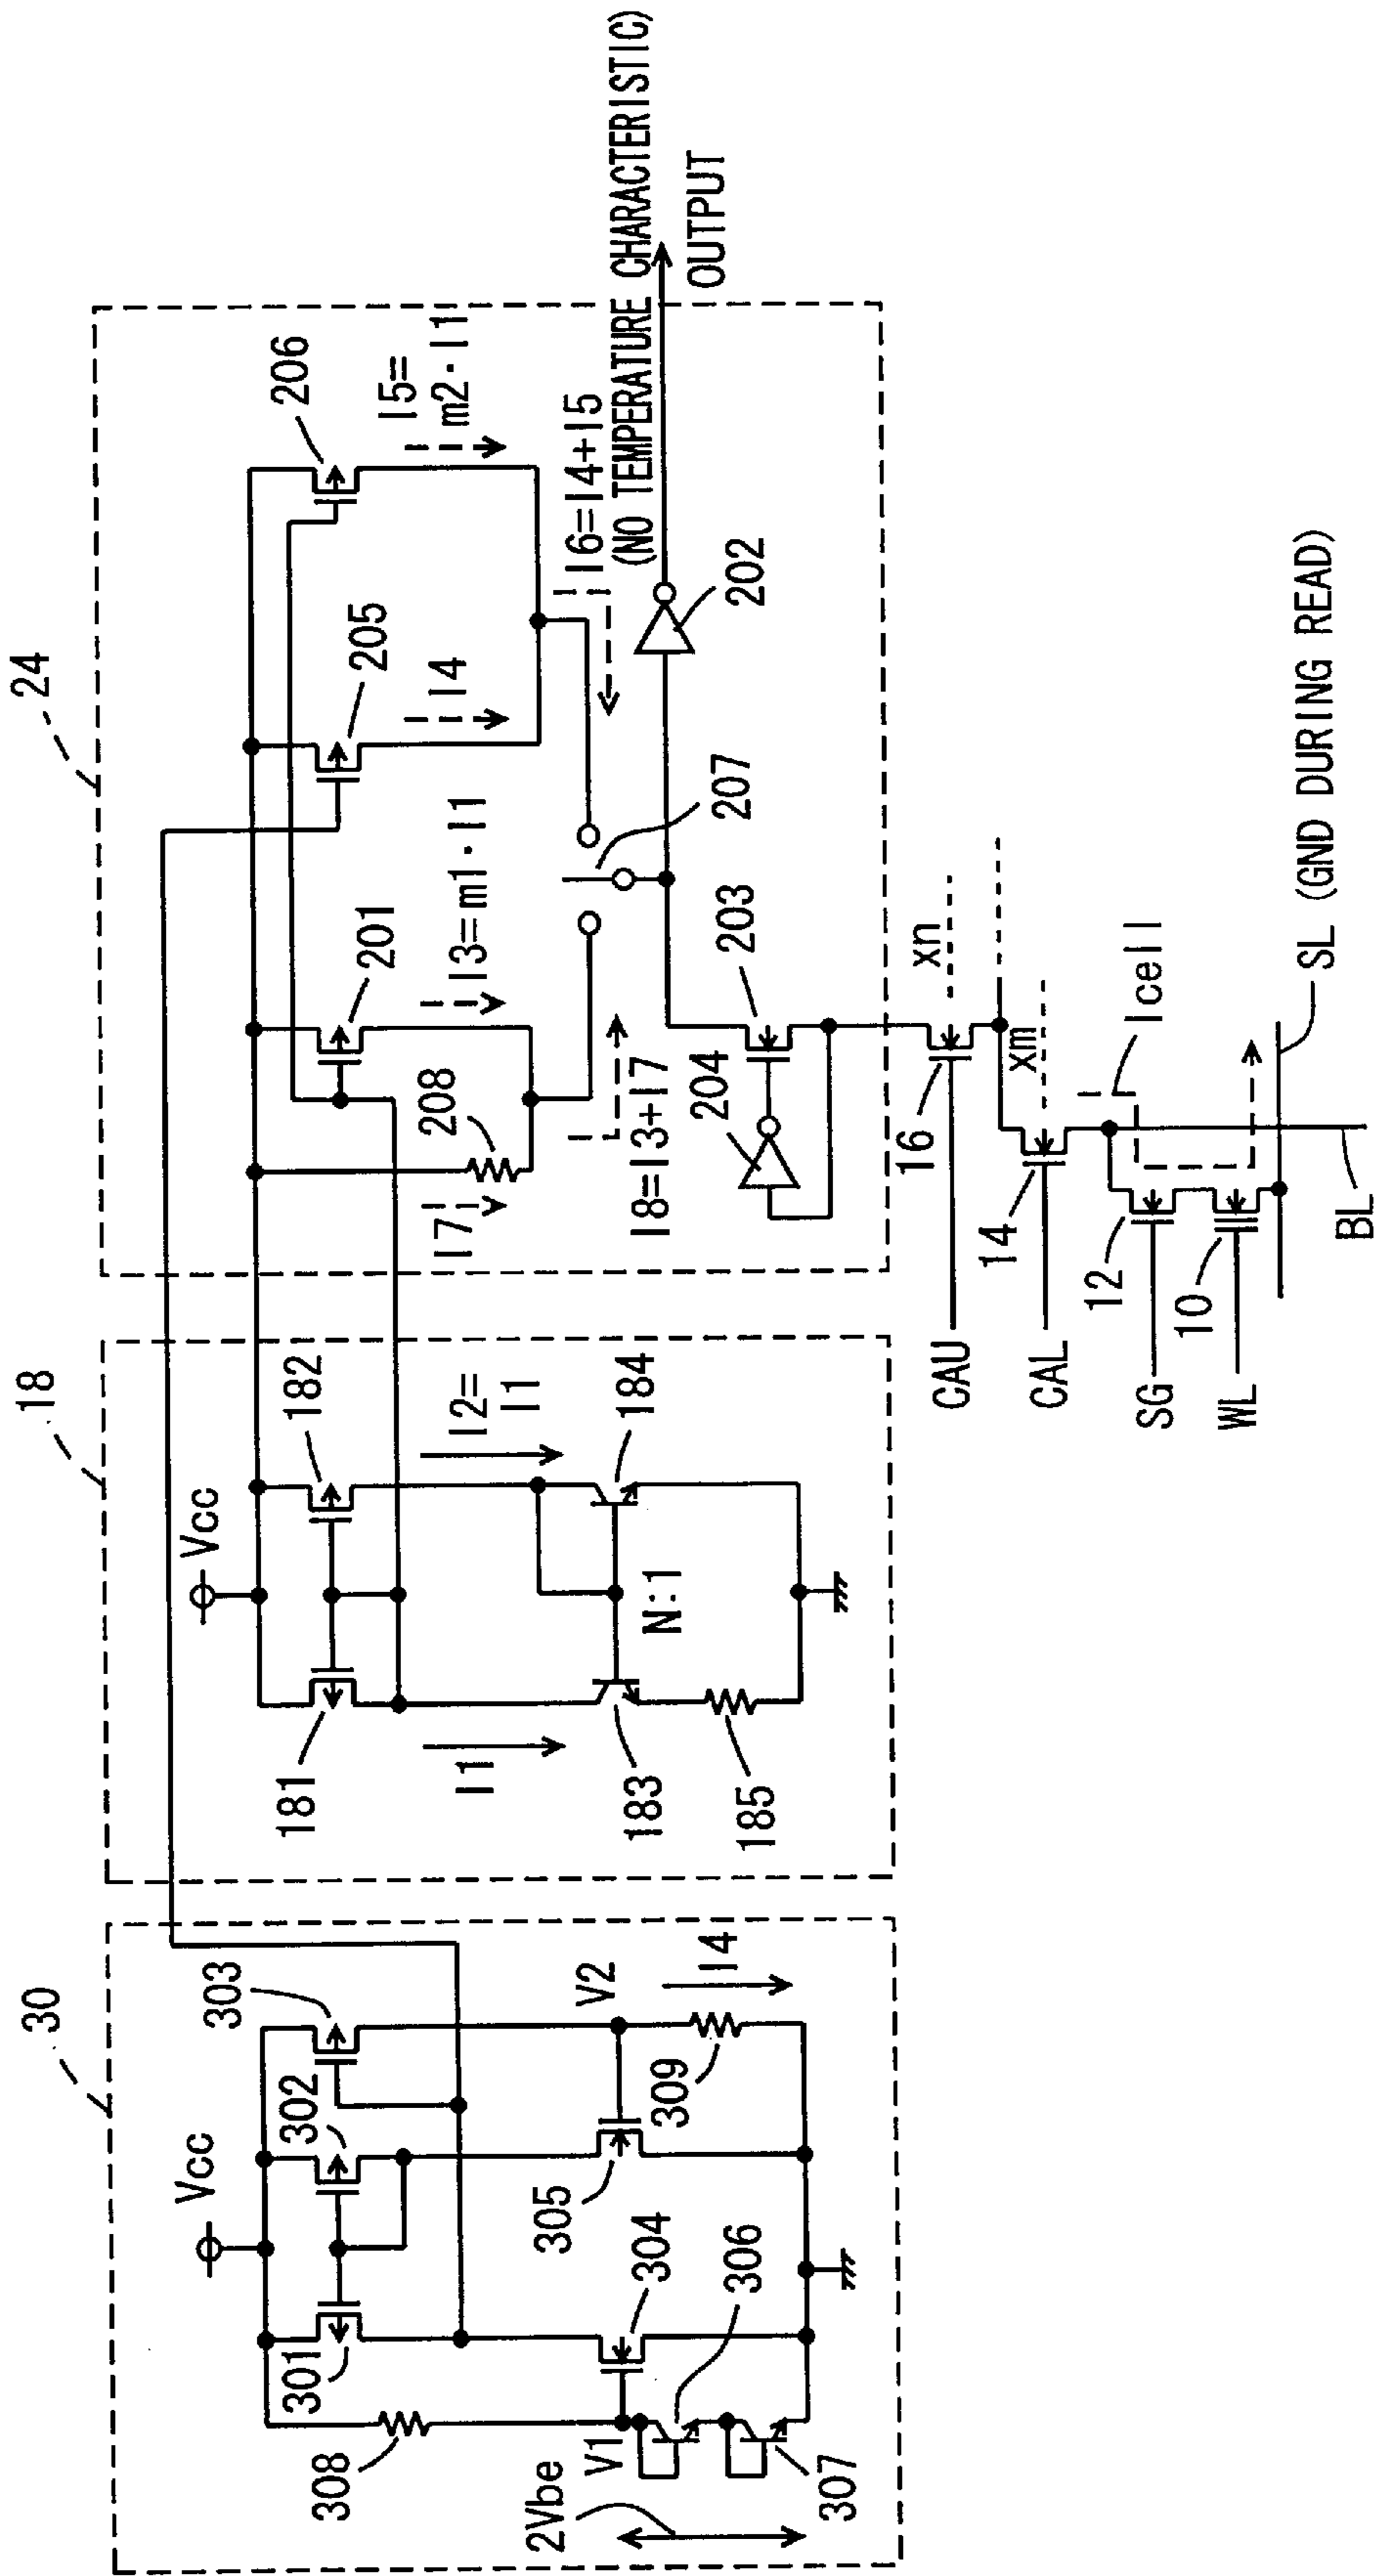 30
Vcc
301
302
303
308
V1
2Vbe
304
305
306
307
V2
309
I4
18
Vcc
181
182
I1
I2=
I1
183
N:1
184
185
24
I7
208
201
I3=m1·I1
I8=I3+I7
205
I4
206
I5=
m2·I1
I6=I4+I5
(NO TEMPERATURE CHARACTERISTIC)
207
202
OUTPUT
204
203
CAU
16
xn
CAL
14
xm
Icell
SG
12
WL
10
BL
SL (GND DURING READ)